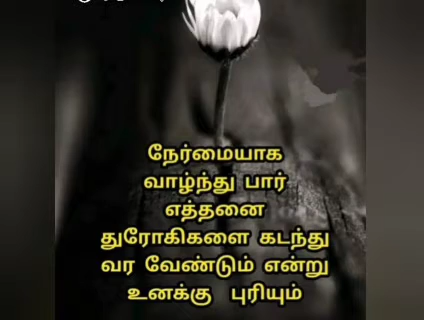 நேர்மையாக
வாழ்ந்து பார்
எத்தனை
துரோகிகளை கடந்து
வர வேண்டும் என்று
உனக்கு புரியும்